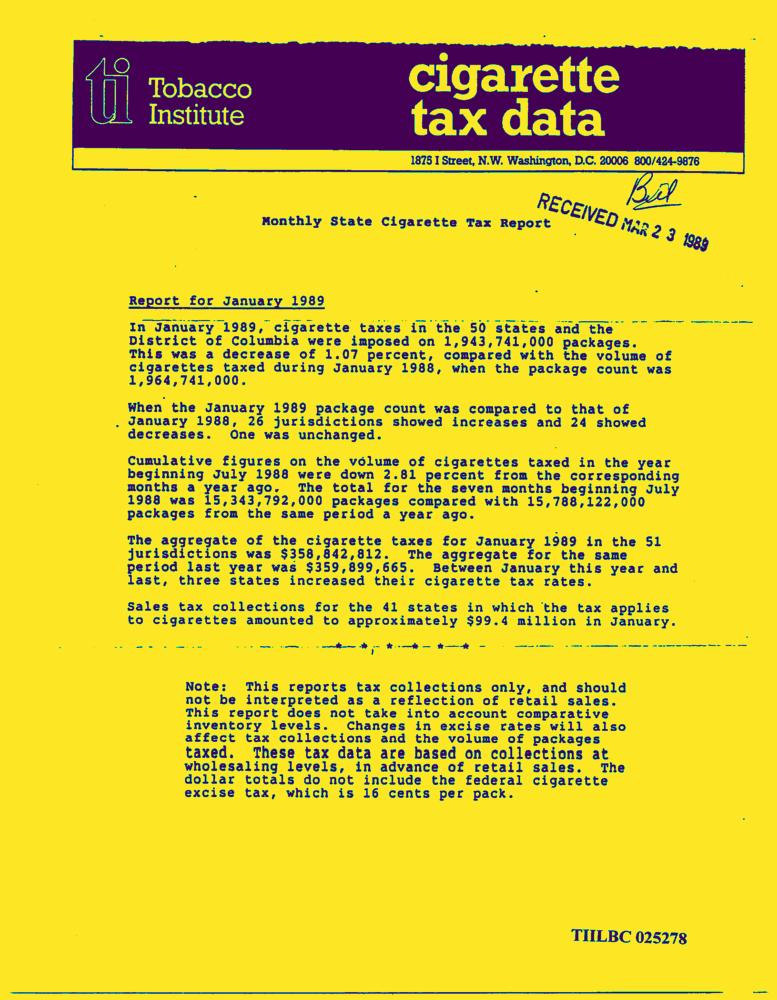 ti Tobacco
Institute
cigarette
tax data
1875 I Street, N.W. Washington, D.C. 20006 800/424-9876
Bill
RECEIVED MAR 23 1989
Monthly State Cigarette Tax Report
Report for January 1989
In January 1989, cigarette taxes in the 50 states and the
District of Columbia were imposed on 1,943,741,000 packages.
This was a decrease of 1.07 percent, compared with the volume of
cigarettes taxed during January 1988, when the package count was
1,964,741,000.
When the January 1989 package count was compared to that of
January 1988, 26 jurisdictions showed increases and 24 showed
decreases. One was unchanged.
Cumulative figures on the volume of cigarettes taxed in the year
beginning July 1988 were down 2.81 percent from the corresponding
months a year ago. The total for the seven months beginning July
1988 was 15,343,792,000 packages compared with 15,788,122,000
packages from the same period a year ago.
The aggregate of the cigarette taxes for January 1989 in the 51
jurisdictions was $358,842,812. The aggregate for the same
period last year was $359,899,665. Between January this year and
last, three states increased their cigarette tax rates.
Sales tax collections for the 41 states in which the tax applies
to cigarettes amounted to approximately $99.4 million in January.
* * * * * *
Note: This reports tax collections only, and should
not be interpreted as a reflection of retail sales.
This report does not take into account comparative
inventory levels. Changes in excise rates will also
affect tax collections and the volume of packages
taxed. These tax data are based on collections at
wholesaling levels, in advance of retail sales. The
dollar totals do not include the federal cigarette
excise tax, which is 16 cents per pack.
TIILBC 025278